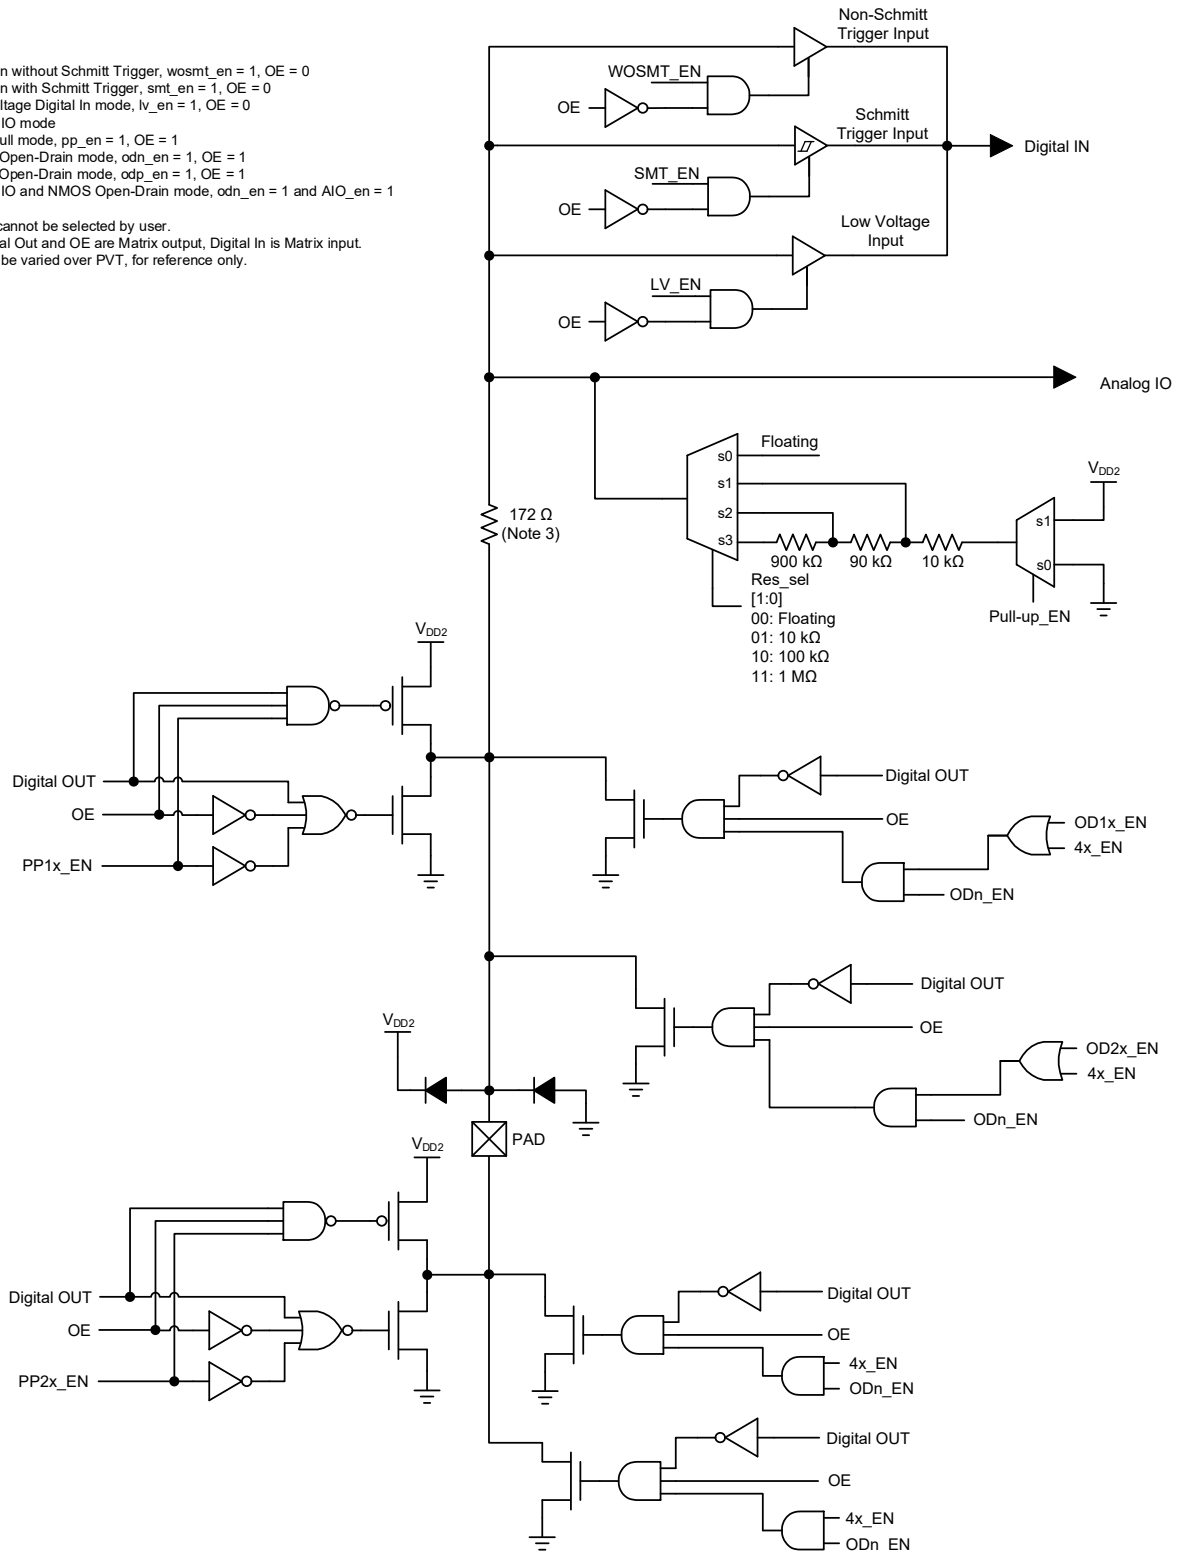 n without Schmitt Trigger, wosmt_en = 1, OE = 0
n with Schmitt Trigger, smt_en = 1, OE = 0
ltage Digital In mode, lv_en = 1, OE = 0
IO mode
ull mode, pp_en = 1, OE = 1
Open-Drain mode, odn_en = 1, OE = 1
Open-Drain mode, odp_en = 1, OE = 1
IO and NMOS Open-Drain mode, odn_en = 1 and AIO_en = 1
cannot be selected by user.
al Out and OE are Matrix output, Digital In is Matrix input.
be varied over PVT, for reference only.
Non-Schmitt
Trigger Input
WOSMT_EN
OE
Schmitt
Trigger Input
Digital IN
SMT_EN
OE
Low Voltage
Input
LV_EN
OE
Analog IO
Floating
s0
s1
s2
s3
VDD2
s1
s0
172 Ω
(Note 3)
900 kΩ
90 kΩ
10 kΩ
Res_sel
[1:0]
00: Floating
01: 10 kΩ
10: 100 kΩ
11: 1 MΩ
Pull-up_EN
VDD2
Digital OUT
OE
PP1x_EN
Digital OUT
OE
OD1x_EN
4x_EN
ODn_EN
Digital OUT
OE
OD2x_EN
4x_EN
ODn_EN
VDD2
PAD
VDD2
Digital OUT
OE
PP2x_EN
Digital OUT
OE
4x_EN
ODn_EN
Digital OUT
OE
4x_EN
ODn_EN